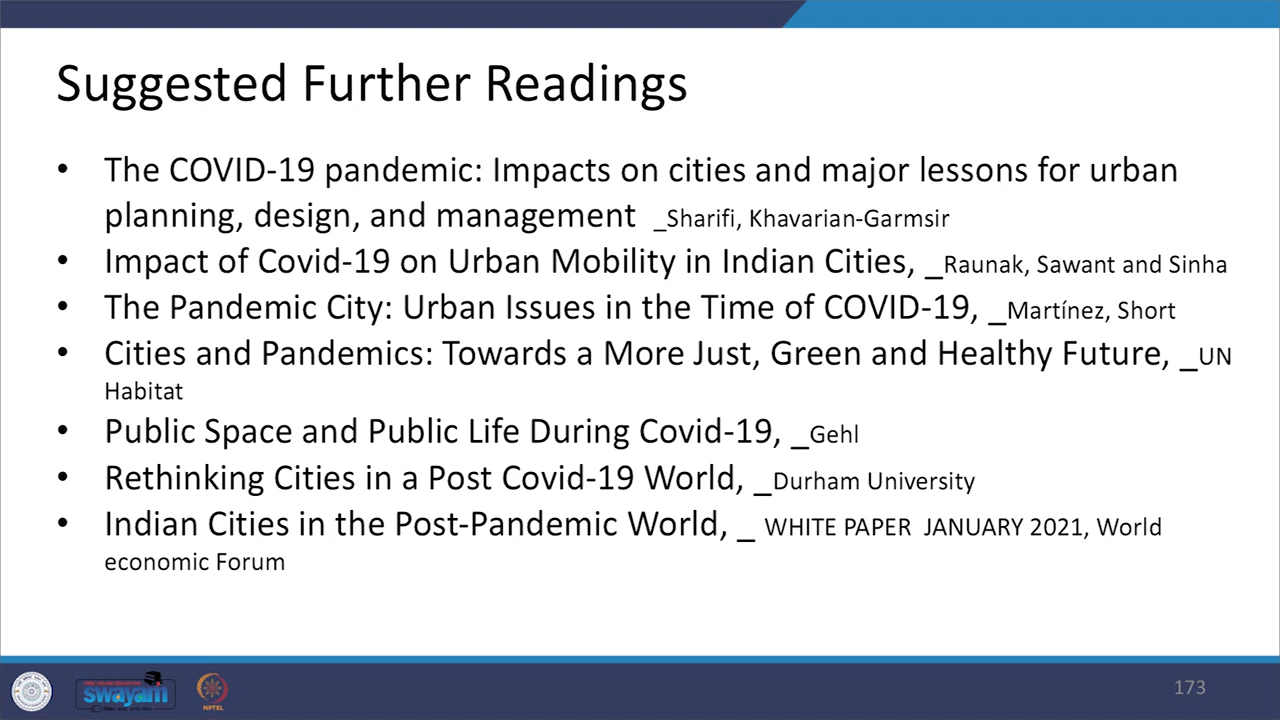 Suggested Further Readings
• The COVID-19 pandemic: Impacts on cities and major lessons for urban
planning, design, and management _Sharifi, Khavarian-Garmsir
• Impact of Covid-19 on Urban Mobility in Indian Cities, _Raunak, Sawant and Sinha
• The Pandemic City: Urban Issues in the Time of COVID-19, _Martínez, Short
• Cities and Pandemics: Towards a More Just, Green and Healthy Future, _UN
Habitat
• Public Space and Public Life During Covid-19, _Gehl
• Rethinking Cities in a Post Covid-19 World, _Durham University
• Indian Cities in the Post-Pandemic World, _ WHITE PAPER JANUARY 2021, World
economic Forum
swayam
NPTEL
173